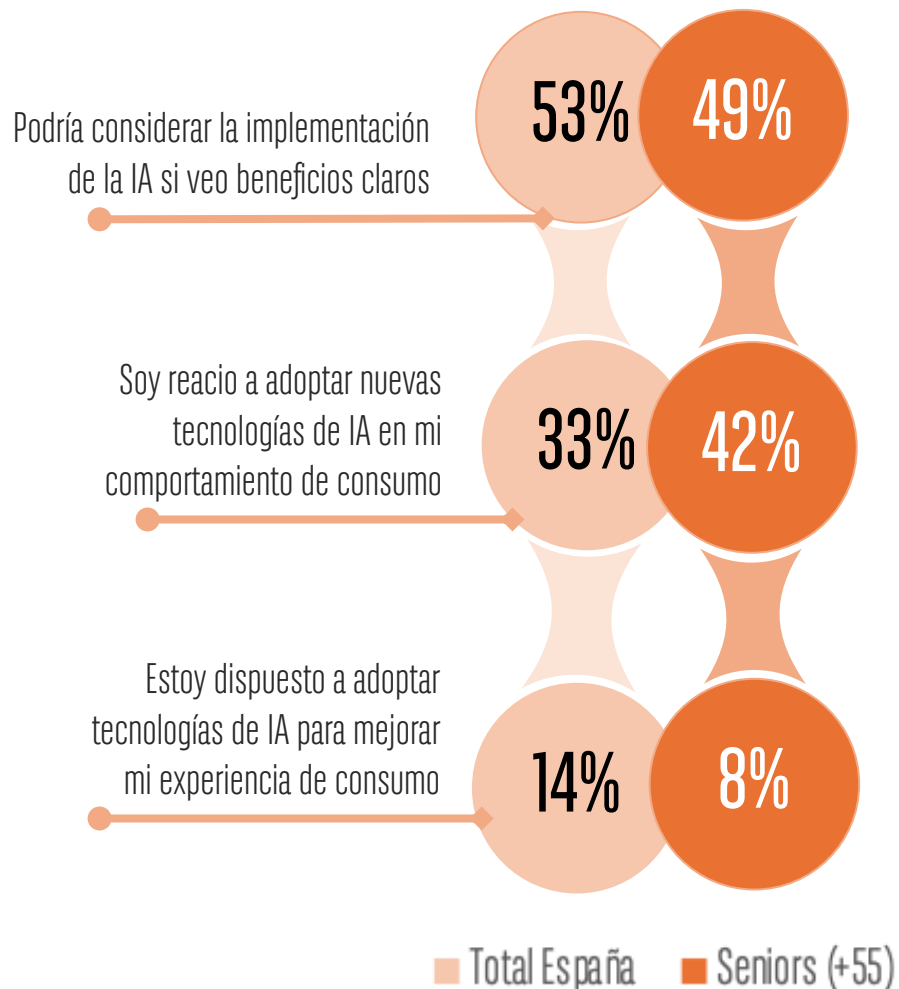 Podría considerar la implementación
de la IA si veo beneficios claros
53%
49%
Soy reacio a adoptar nuevas
tecnologías de IA en mi
comportamiento de consumo
33%
42%
Estoy dispuesto a adoptar
tecnologías de IA para mejorar
mi experiencia de consumo
14%
8%
Total España
Seniors (+55)